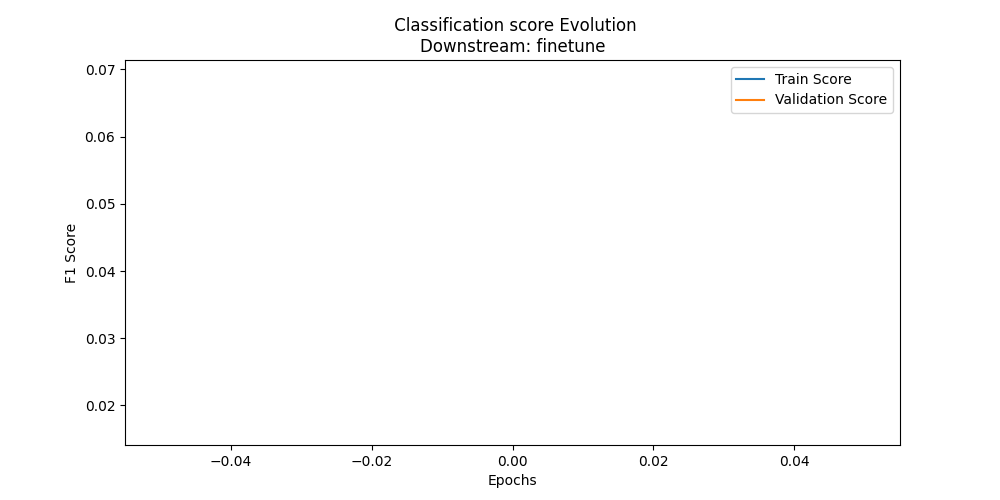 Classification score Evolution
Downstream: finetune
Train Score
Validation Score
0.07
0.06
0.05
0.04
0.03
0.02
F1 Score
−0.04
−0.02
0.00
0.02
0.04
Epochs